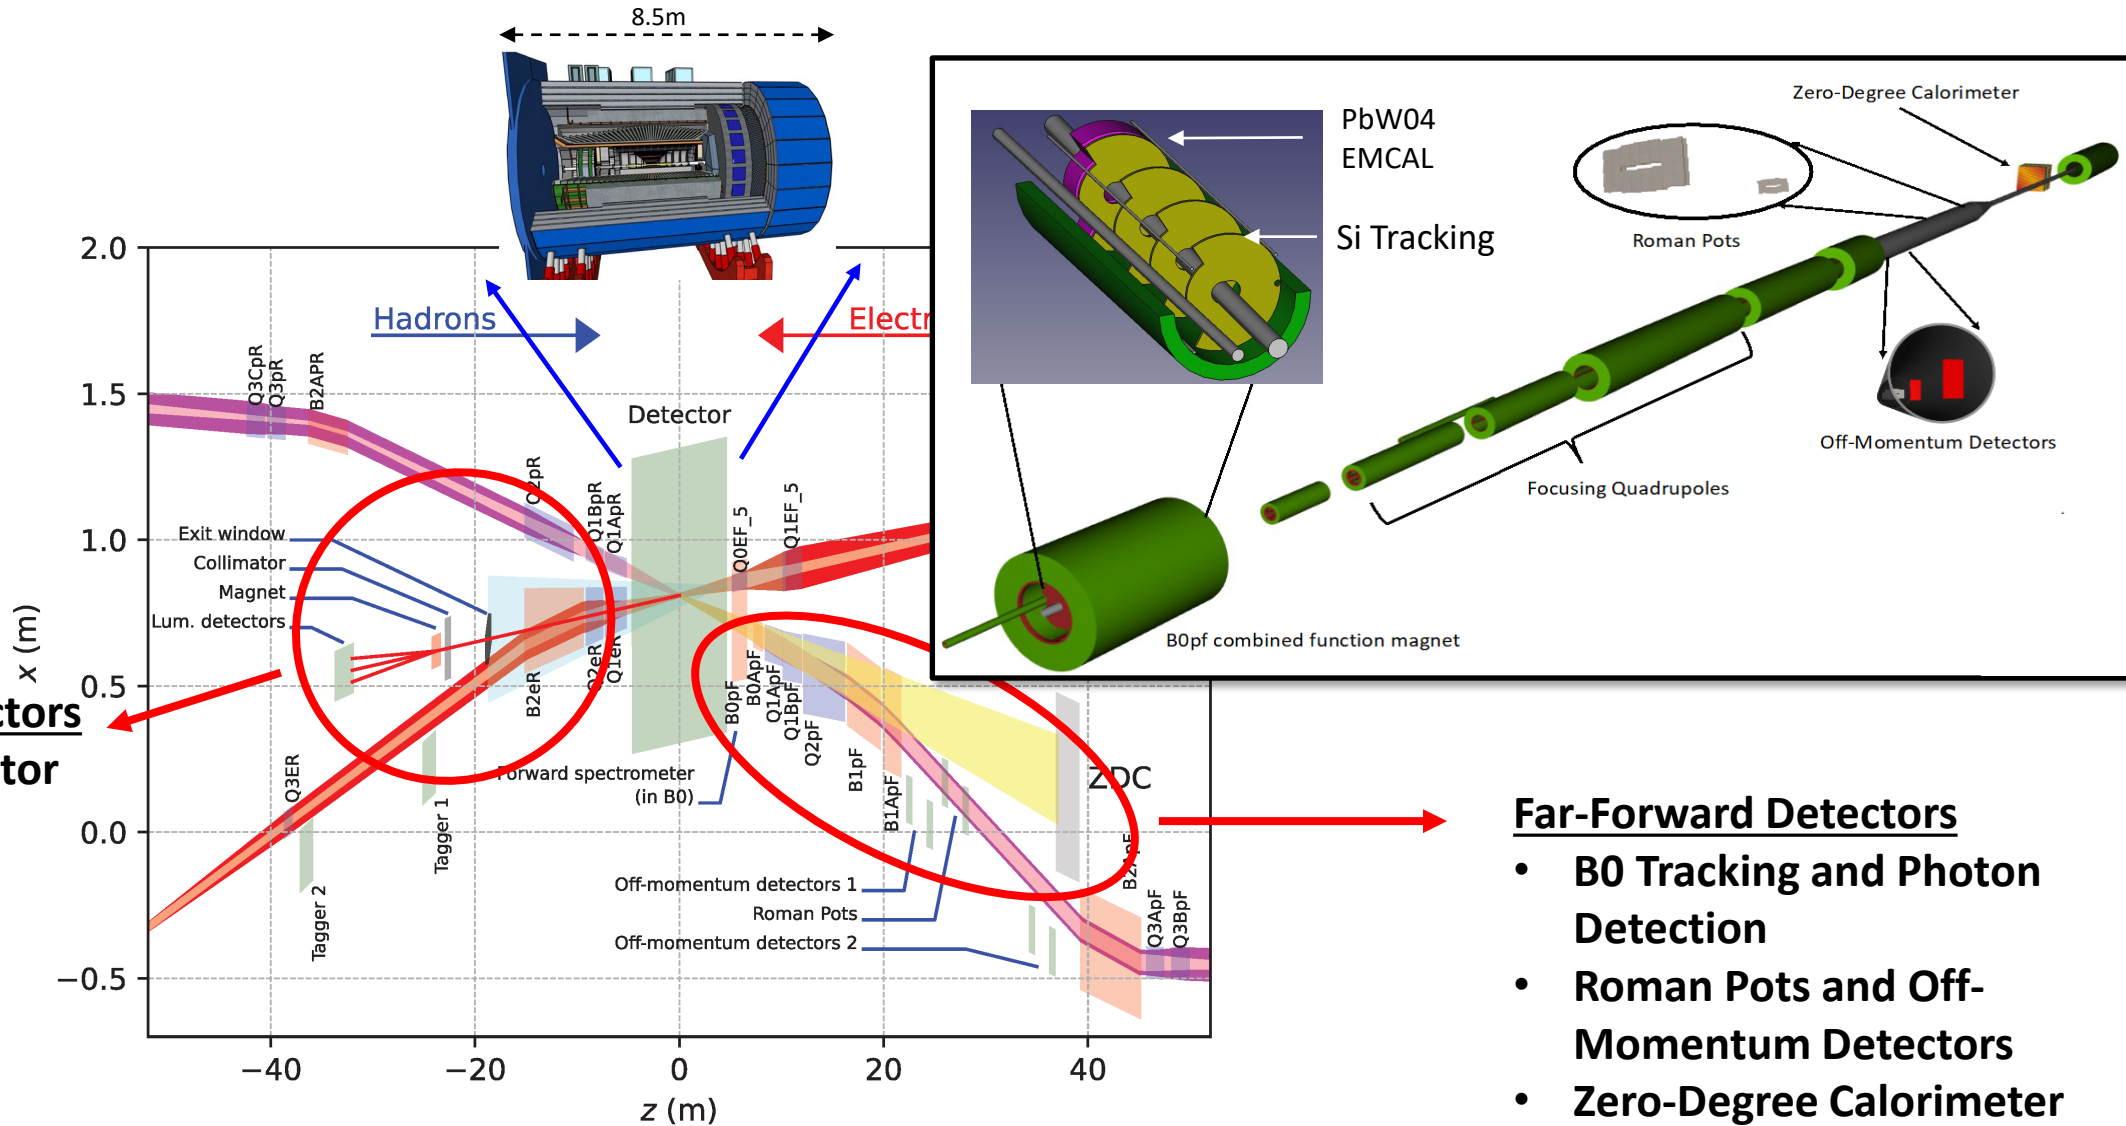 8.5m
PbW04
EMCAL
Si Tracking
Zero-Degree Calorimeter
Roman Pots
Off-Momentum Detectors
Focusing Quadrupoles
B0pf combined function magnet
2.0
1.5
1.0
0.5
0.0
−0.5
x (m)
Hadrons
Electr
Q3CpR
Q3pR
B2APR
Detector
Q2pR
Q1BpR
Q1ApR
Q0EF_5
Q1EF_5
Exit window
Collimator
Magnet
Lum. detectors
B2eR
Q2eR
Q1eR
B0pF
B0ApF
Q1ApF
Q1BpF
Q2pF
B1pF
B1ApF
ZDC
B2ApF
Q3ApF
Q3BpF
Q3ER
Tagger 1
Tagger 2
Forward spectrometer
(in B0)
Off-momentum detectors 1
Roman Pots
Off-momentum detectors 2
−40
−20
0
20
40
z (m)
ctors
tor
Far-Forward Detectors
• B0 Tracking and Photon
Detection
• Roman Pots and Off-
Momentum Detectors
• Zero-Degree Calorimeter